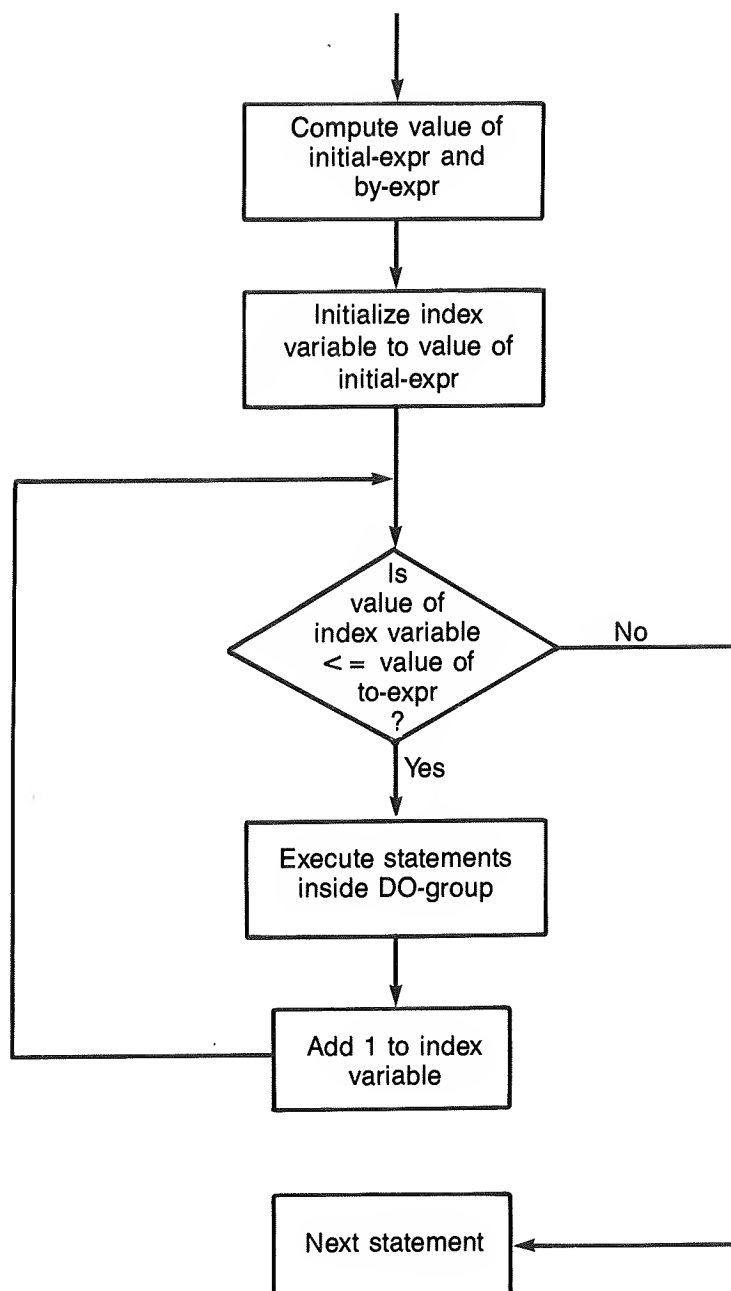 Compute value of
initial-expr and
by-expr
Initialize index
variable to value of
initial-expr
Is
value of
index variable
< = value of
to-expr
?
No
Yes
Execute statements
inside DO-group
Add 1 to index
variable
Next statement